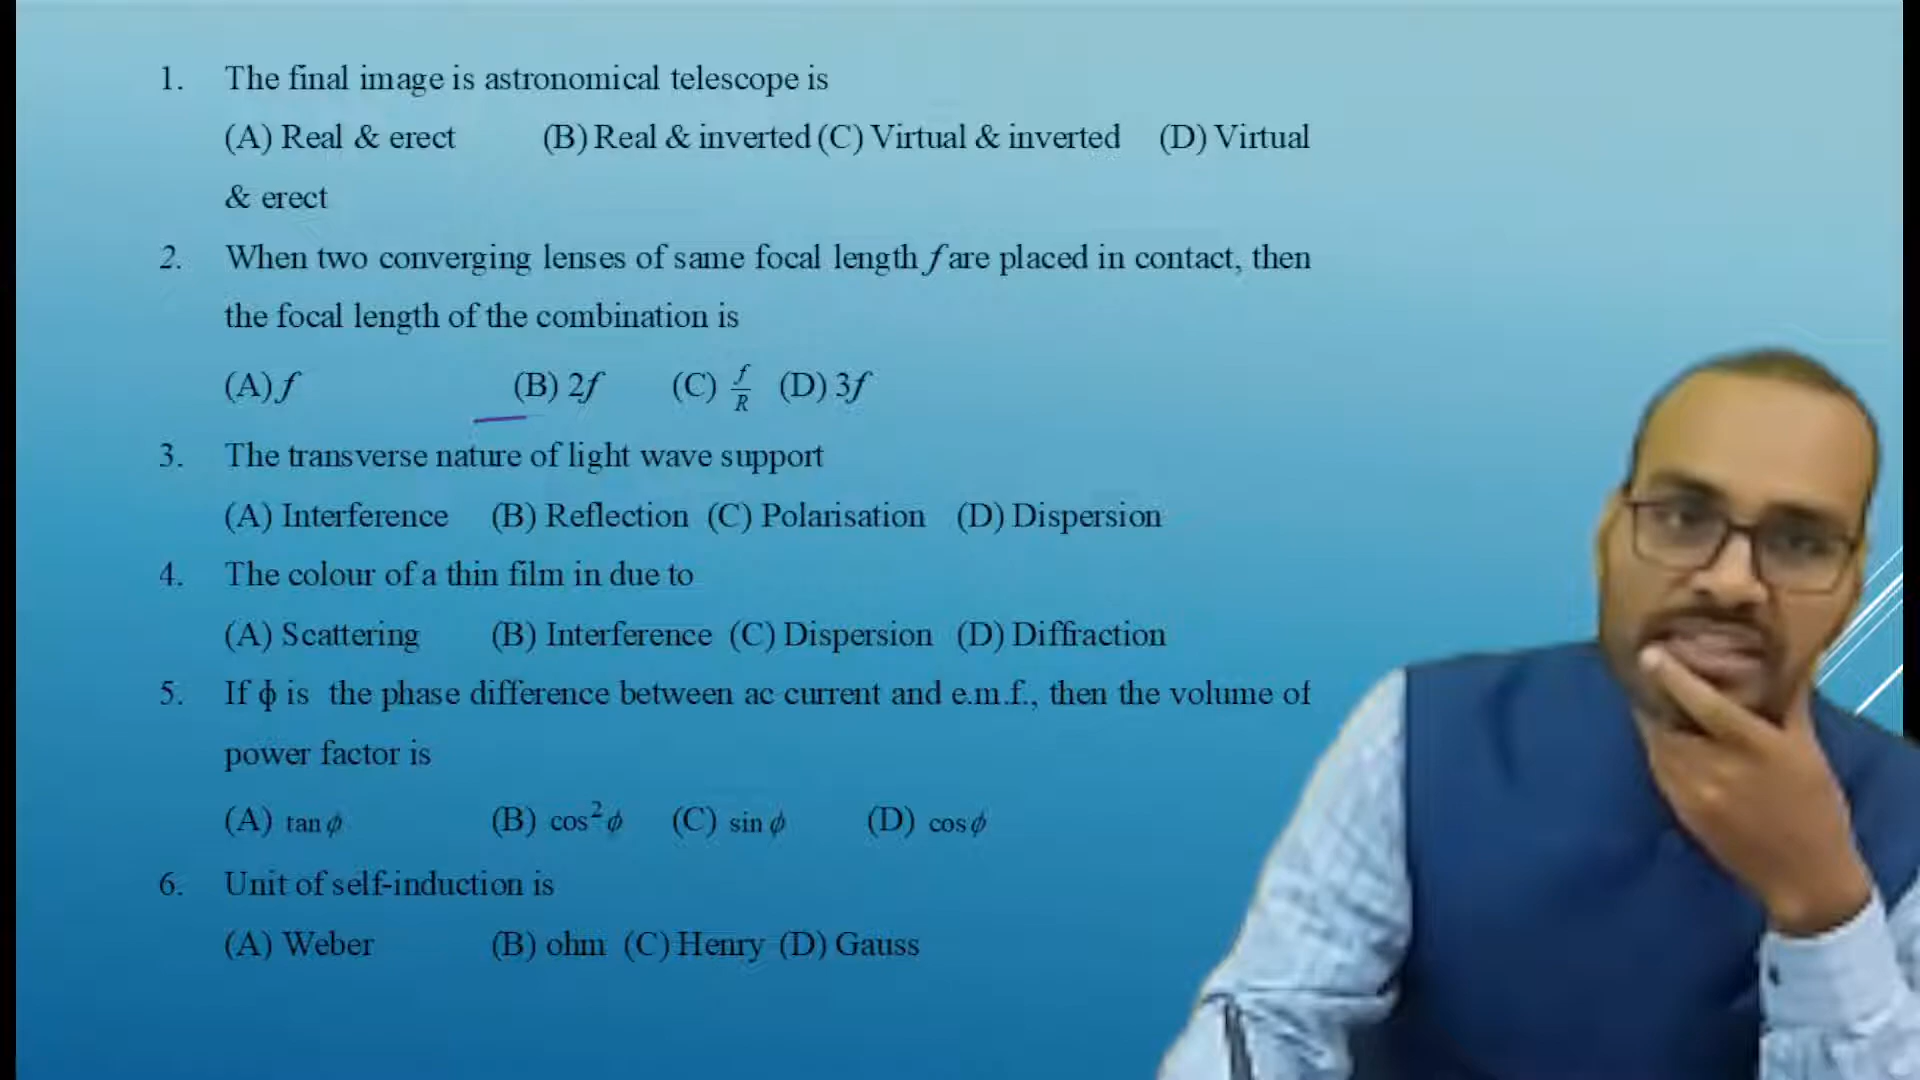 1. The final image is astronomical telescope is
(A) Real & erect (B) Real & inverted (C) Virtual & inverted (D) Virtual
& erect
2. When two converging lenses of same focal length f are placed in contact, then
the focal length of the combination is
(A) f (B) 2f (C) f/R (D) 3f
3. The transverse nature of light wave support
(A) Interference (B) Reflection (C) Polarisation (D) Dispersion
4. The colour of a thin film in due to
(A) Scattering (B) Interference (C) Dispersion (D) Diffraction
5. If ϕ is the phase difference between ac current and e.m.f., then the volume of
power factor is
(A) tan ϕ (B) cos² ϕ (C) sin ϕ (D) cos ϕ
6. Unit of self-induction is
(A) Weber (B) ohm (C) Henry (D) Gauss